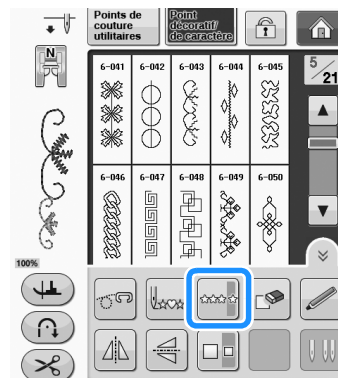 Points de
couture
utilitaires
Point
décoratif/
de caractère
N
6-041 6-042 6-043 6-044 6-045
5/21
6-046 6-047 6-048 6-049 6-050
100%